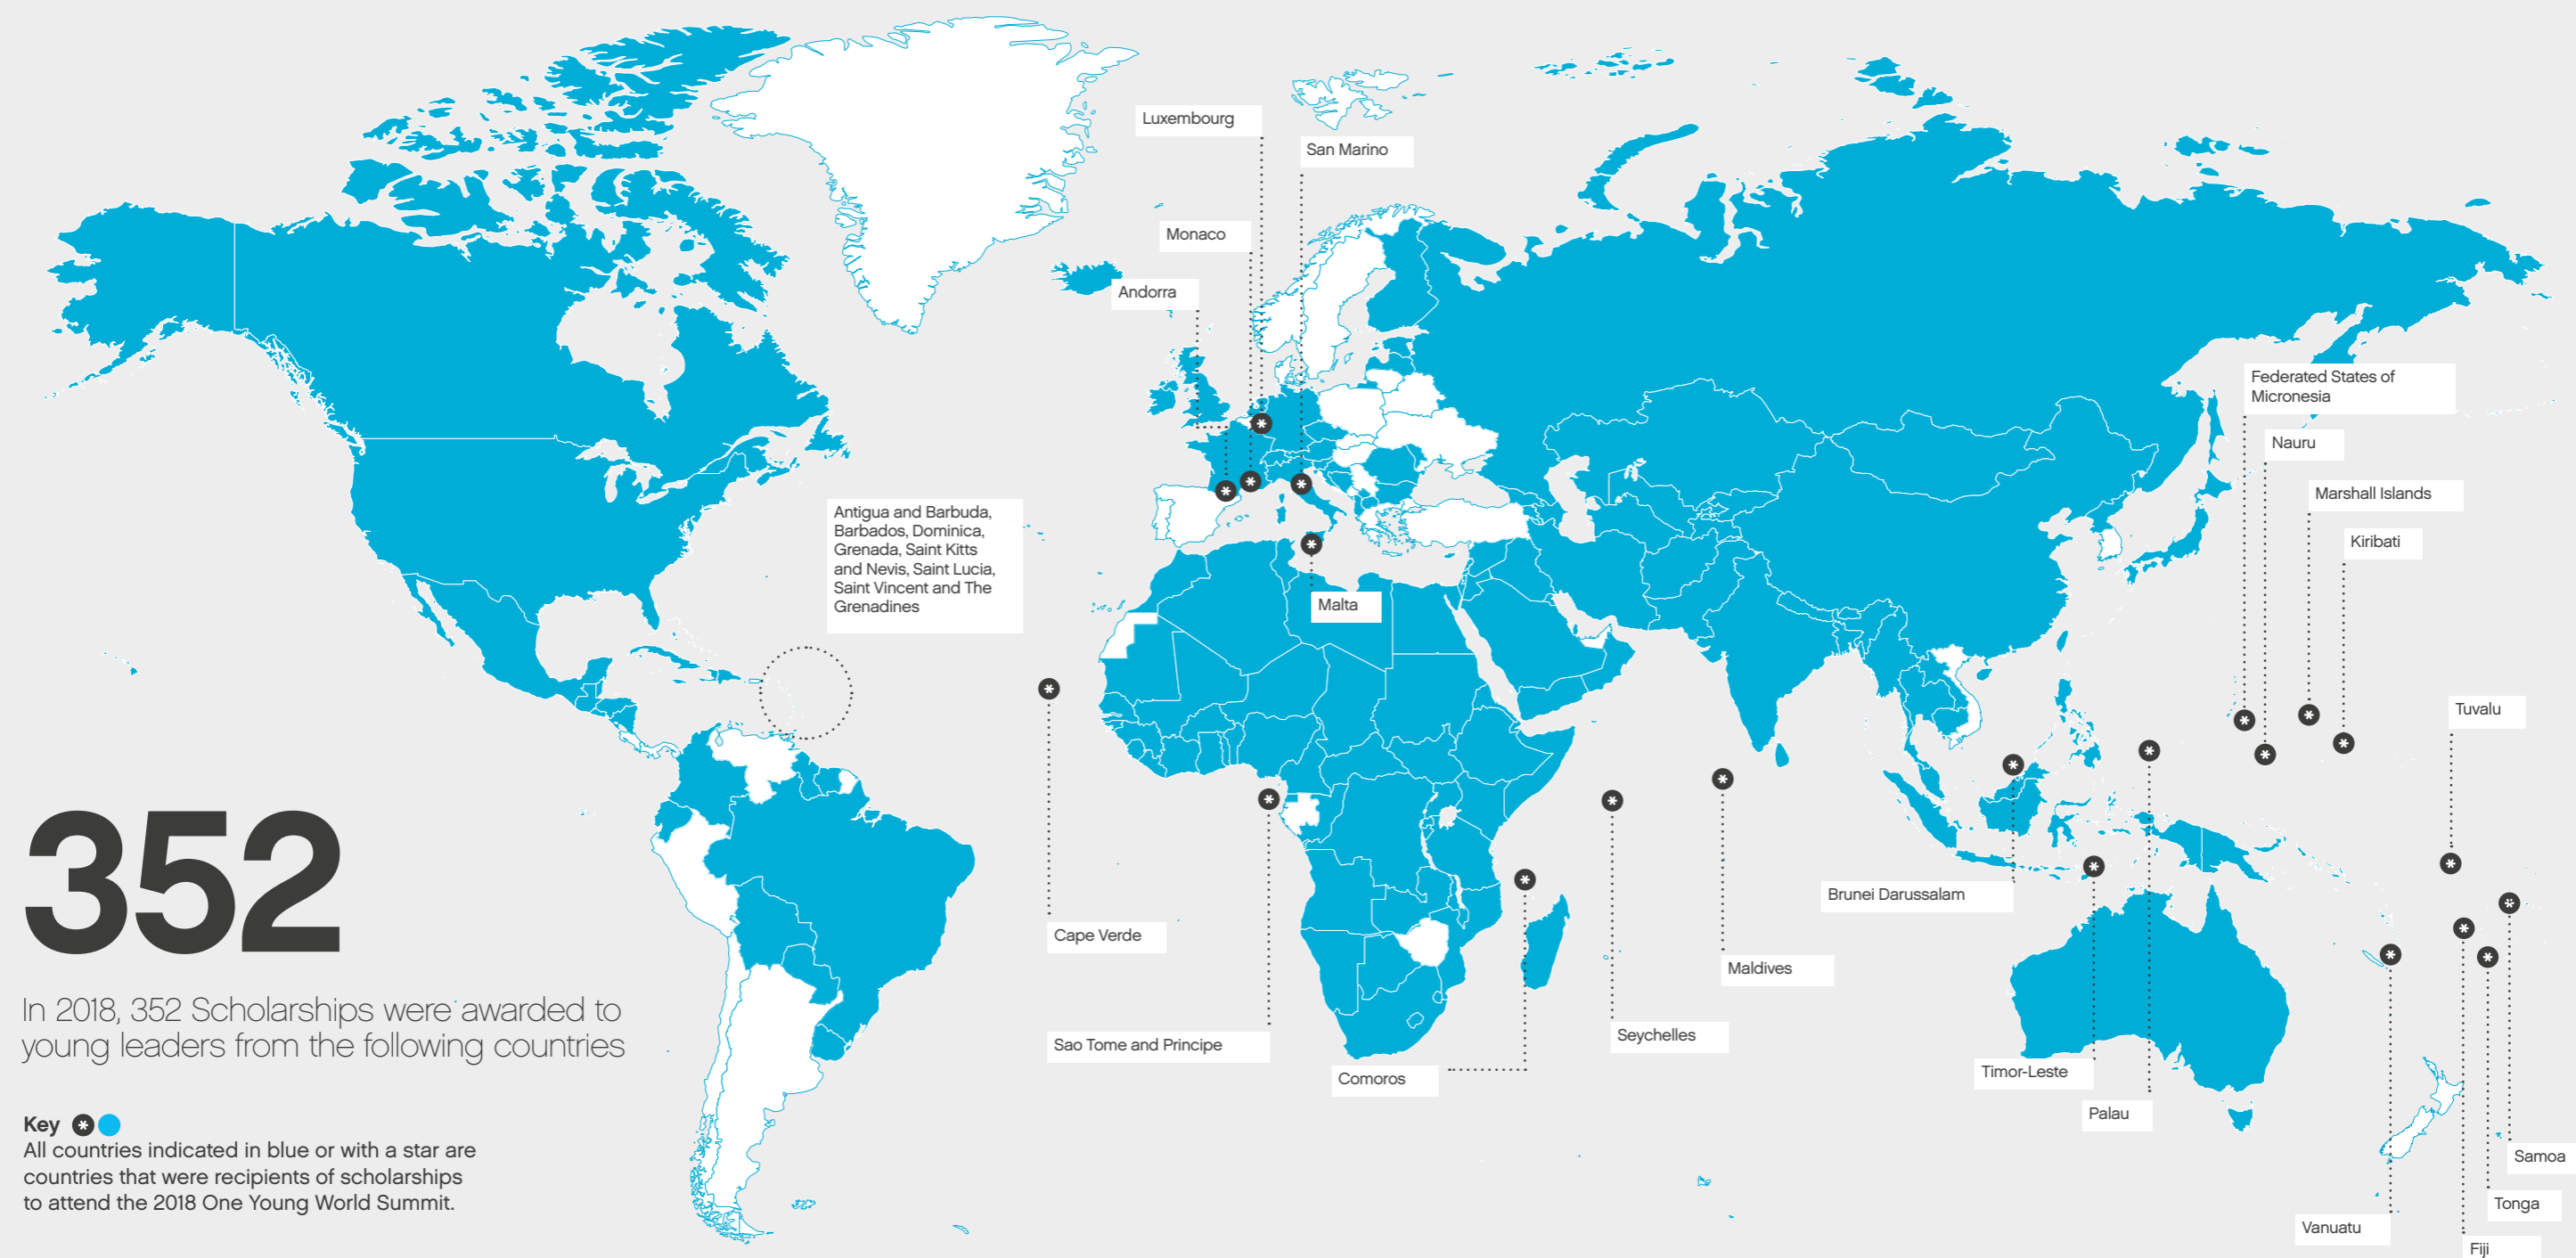 Luxembourg
San Marino
Monaco
Andorra
Federated States of
Micronesia
Nauru
Marshall Islands
Kiribati
Antigua and Barbuda,
Barbados, Dominica,
Grenada, Saint Kitts
and Nevis, Saint Lucia,
Saint Vincent and The
Grenadines
Malta
Tuvalu
352
In 2018, 352 Scholarships were awarded to
young leaders from the following countries
Key
All countries indicated in blue or with a star are
countries that were recipients of scholarships
to attend the 2018 One Young World Summit.
Cape Verde
Sao Tome and Principe
Comoros
Seychelles
Maldives
Brunei Darussalam
Timor-Leste
Palau
Samoa
Tonga
Vanuatu
Fiji